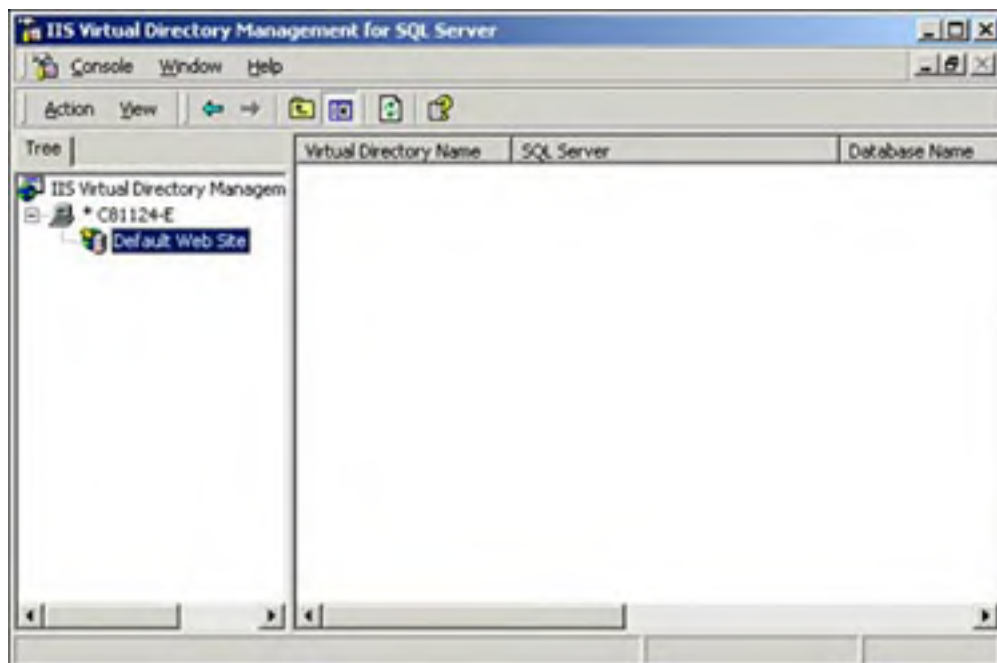 IIS Virtual Directory Management for SQL Server
Console Window Help
Action View
Tree
Virtual Directory Name SQL Server Database Name
IIS Virtual Directory Managem
* C81124-E
Default Web Site